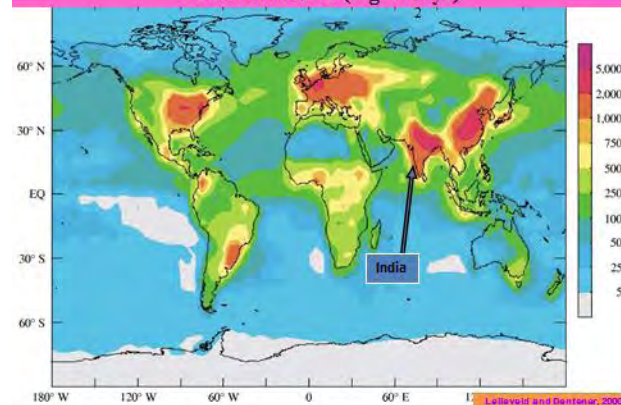 2
60° N
30° N
EQ
30° S
60° S
180° W
120° W
60° W
0
60° E
India
5,000
2,000
1,000
750
500
250
100
50
25
5
Lelieveld and Dentener, 2000